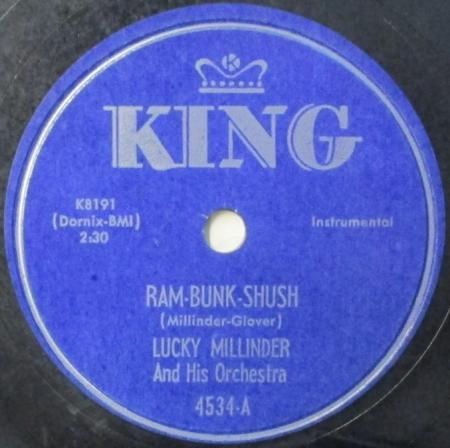 K
KING
K8191
(Dornix-BMI)
2:30
Instrumental
RAM-BUNK-SHUSH
(Millinder-Glover)
LUCKY MILLINDER
And His Orchestra
4534-A